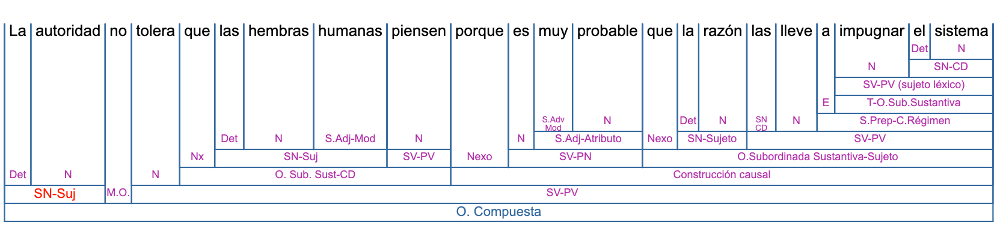 La autoridad no tolera que las hembras humanas piensen porque es muy probable que la razón las lleve a impugnar el sistema
Det N
N SN-CD
SV-PV (sujeto léxico)
E T-O.Sub.Sustantiva
S.Adv Mod N Det N SN CD N S.Prep-C.Régimen
Det N S.Adj-Mod N N S.Adj-Atributo Nexo SN-Sujeto SV-PV
Nx SN-Suj SV-PV Nexo SV-PN O.Subordinada Sustantiva-Sujeto
Det N N O. Sub. Sust-CD Construcción causal
SN-Suj M.O. SV-PV
O. Compuesta